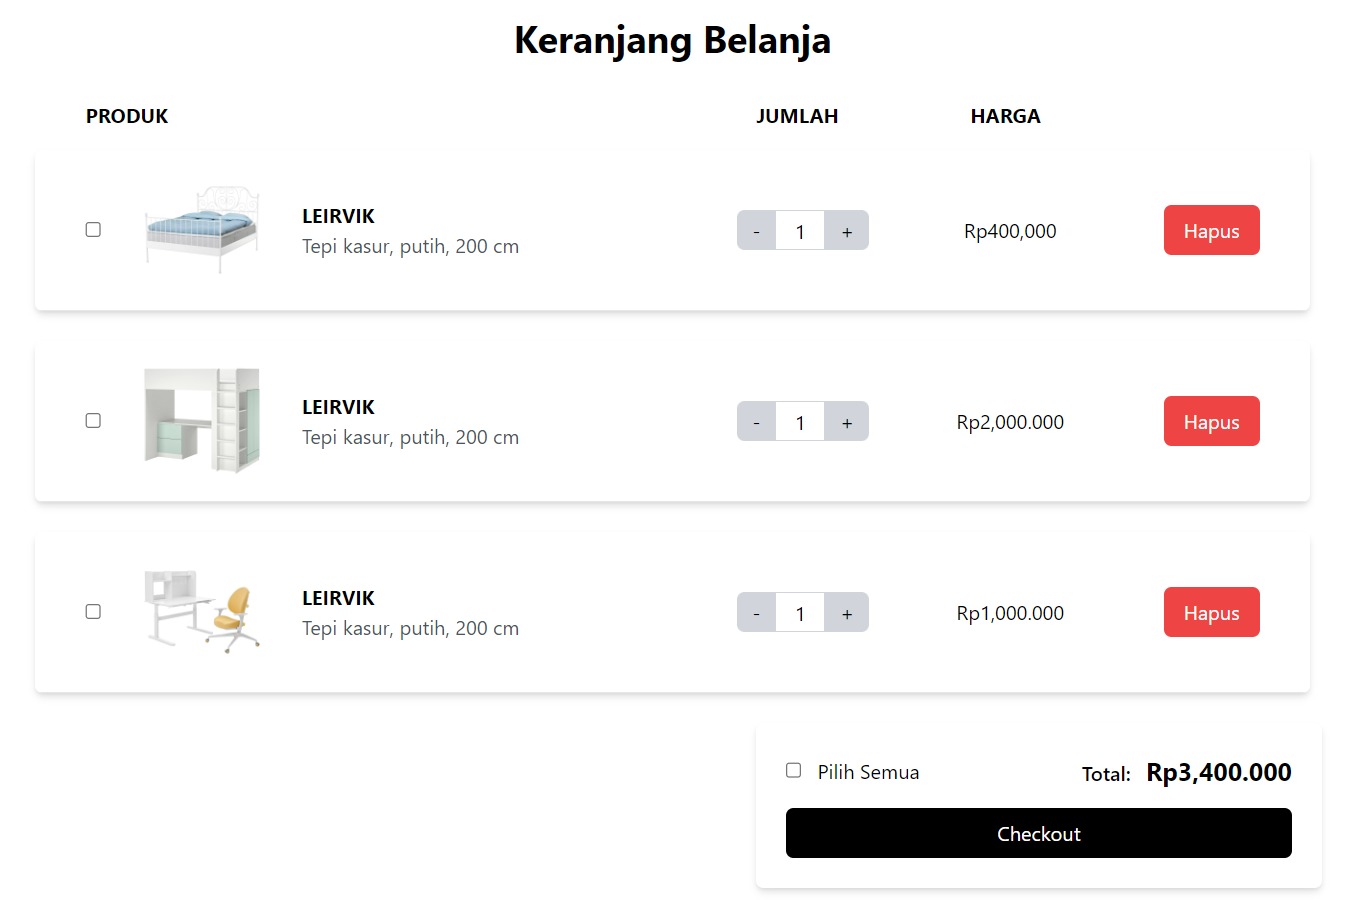 Keranjang Belanja
PRODUK JUMLAH HARGA
LEIRVIK
Tepi kasur, putih, 200 cm
- 1 + Rp400,000 Hapus
LEIRVIK
Tepi kasur, putih, 200 cm
- 1 + Rp2,000.000 Hapus
LEIRVIK
Tepi kasur, putih, 200 cm
- 1 + Rp1,000.000 Hapus
Pilih Semua Total: Rp3,400.000
Checkout